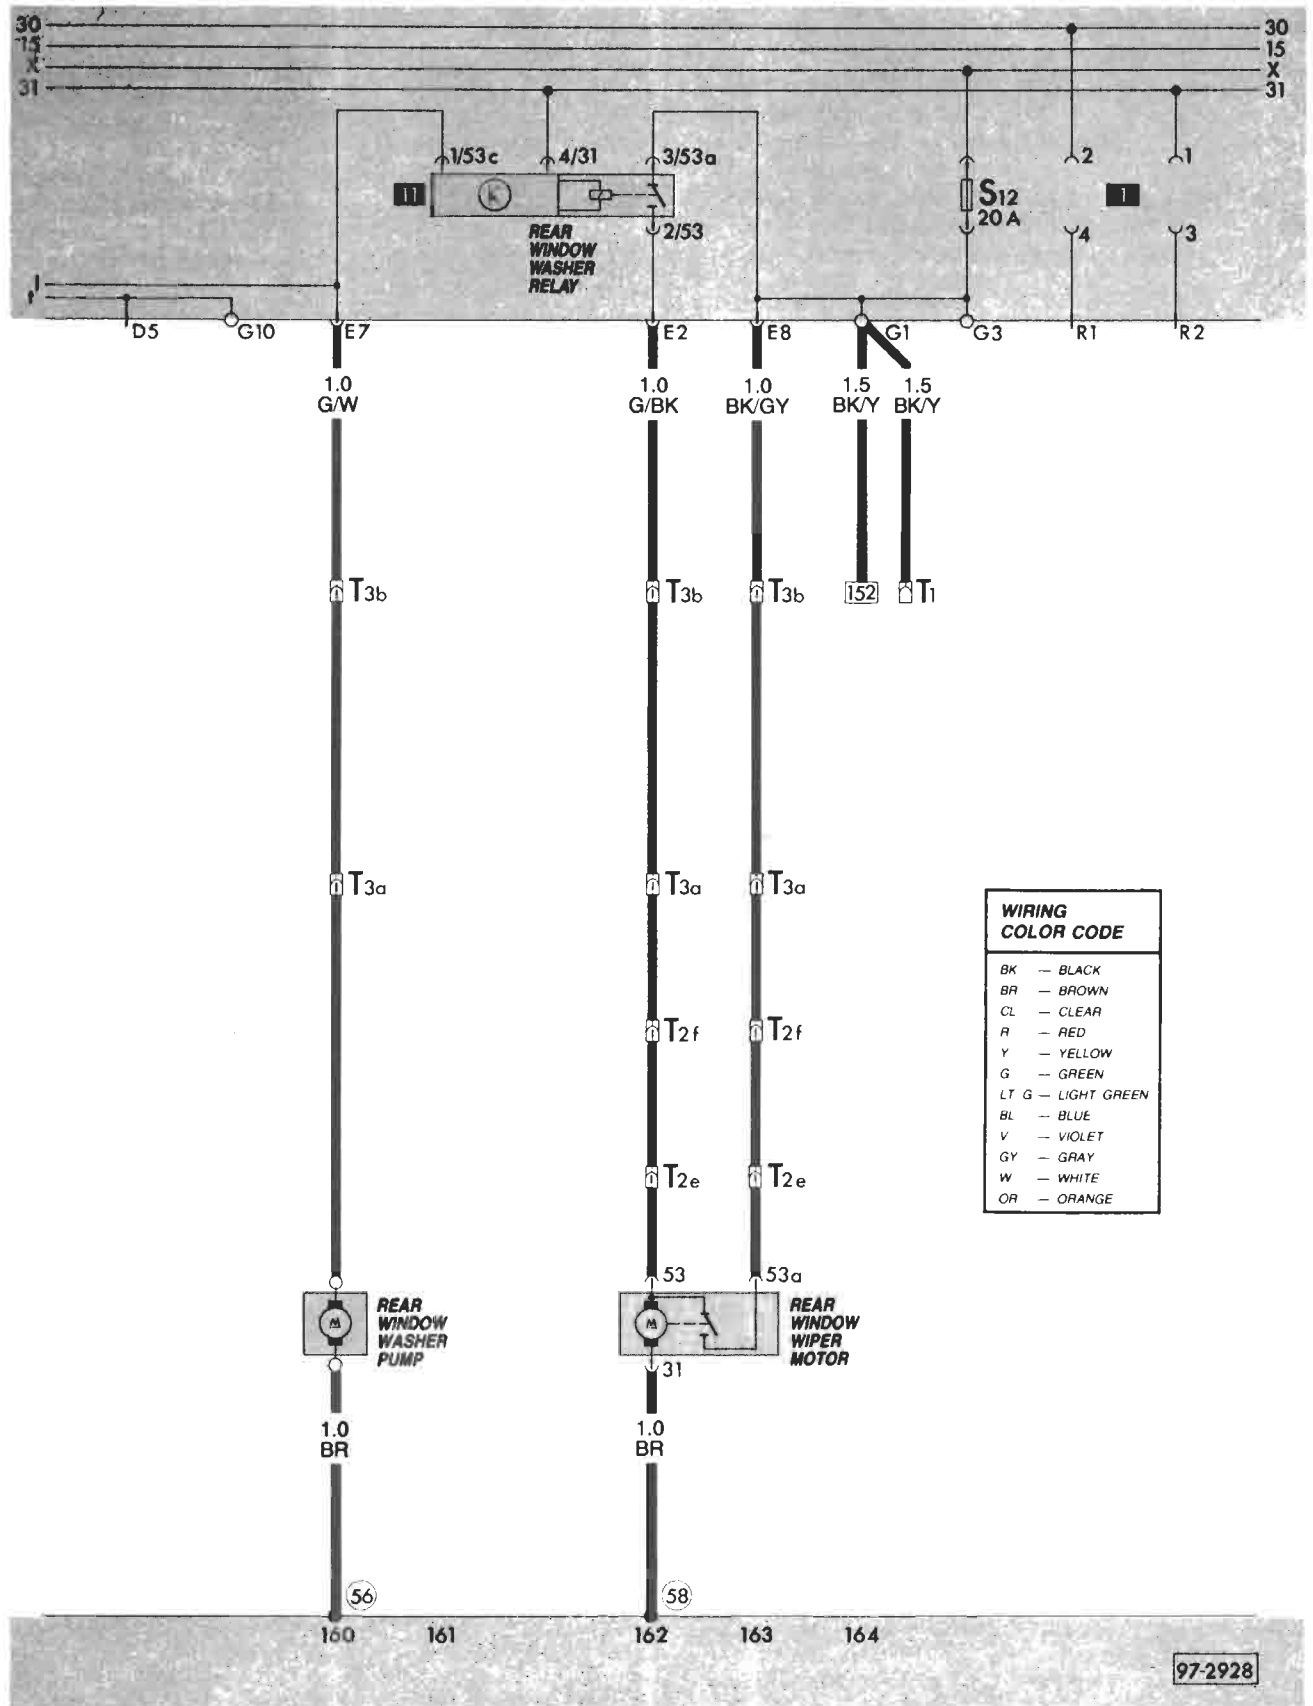 30 30
15 15
X X
31 31
1/53c 4/31 3/53a 2 1
11 k S12 1
20 A
REAR 2/53 4 3
WINDOW
WASHER
RELAY
l
t
D5 G10 E7 E2 E8 G1 G3 R1 R2
1.0 1.0 1.0 1.5 1.5
G/W G/BK BK/GY BK/Y BK/Y
T3b T3b T3b 152 T1
T3a T3a T3a
WIRING
COLOR CODE
BK — BLACK
BR — BROWN
CL — CLEAR
R — RED
Y — YELLOW
G — GREEN
LT G — LIGHT GREEN
BL — BLUE
V — VIOLET
GY — GRAY
W — WHITE
OR — ORANGE
T2f T2f
T2e T2e
53 53a
M M
REAR
WINDOW
WASHER
PUMP
REAR
WINDOW
WIPER
MOTOR
31
1.0 1.0
BR BR
56 58
160 161 162 163 164
97-2928